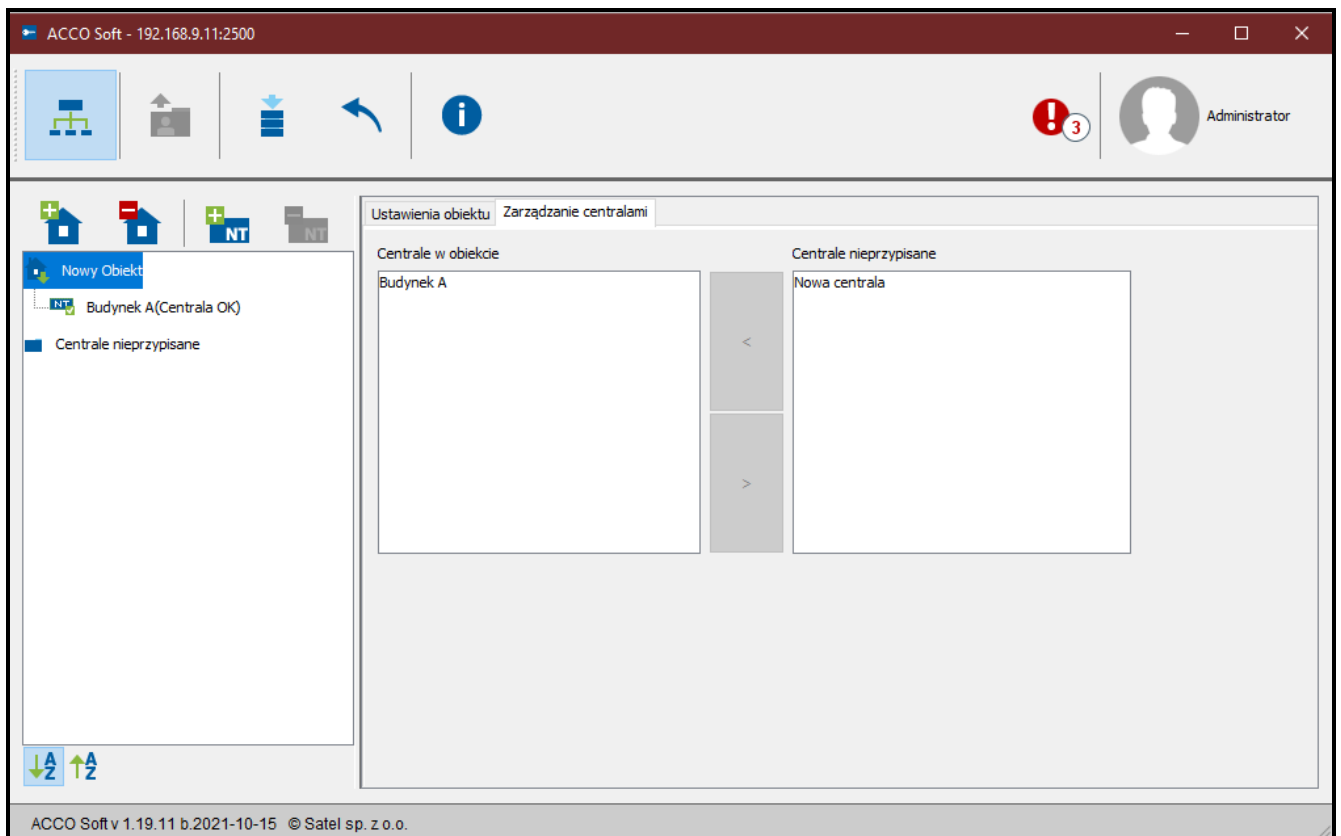 ACCO Soft - 192.168.9.11:2500
3
Administrator
NT
NT
Ustawienia obiektu
Zarządzanie centralami
Nowy Obiekt
NT
Budynek A(Centrala OK)
Centrale nieprzypisane
Centrale w obiekcie
Centrale nieprzypisane
Budynek A
Nowa centrala
<
>
A
Z
A
Z
ACCO Soft v 1.19.11 b.2021-10-15 © Satel sp. z o.o.